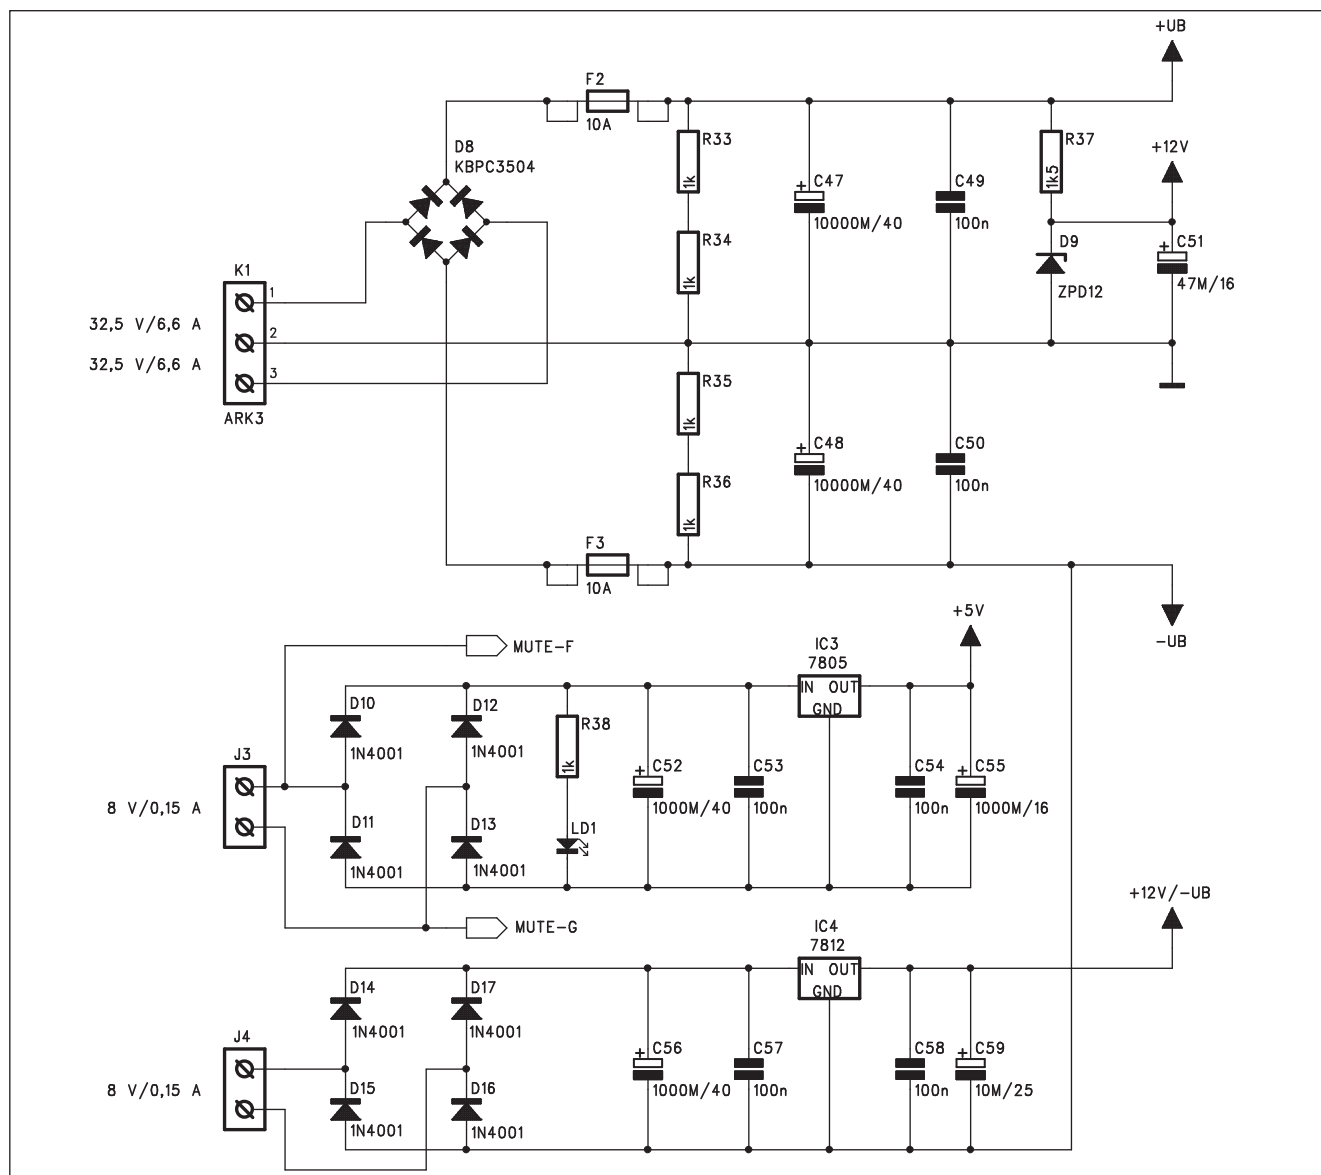 +UB
F2
10A
D8
KBPC3504
R33
1k
C47
+
10000M/40
C49
100n
R37
1k5
+12V
R34
1k
D9
ZPD12
C51
+
47M/16
K1
1
2
3
32,5 V/6,6 A
32,5 V/6,6 A
ARK3
R35
1k
C48
+
10000M/40
C50
100n
R36
1k
F3
10A
-UB
+5V
MUTE-F
IC3
7805
IN OUT
GND
D10
1N4001
D12
1N4001
R38
1k
J3
8 V/0,15 A
C52
+
1000M/40
C53
100n
C54
100n
C55
+
1000M/16
D11
1N4001
D13
1N4001
LD1
MUTE-G
+12V/-UB
IC4
7812
IN OUT
GND
D14
1N4001
D17
1N4001
J4
8 V/0,15 A
C56
+
1000M/40
C57
100n
C58
100n
C59
+
10M/25
D15
1N4001
D16
1N4001